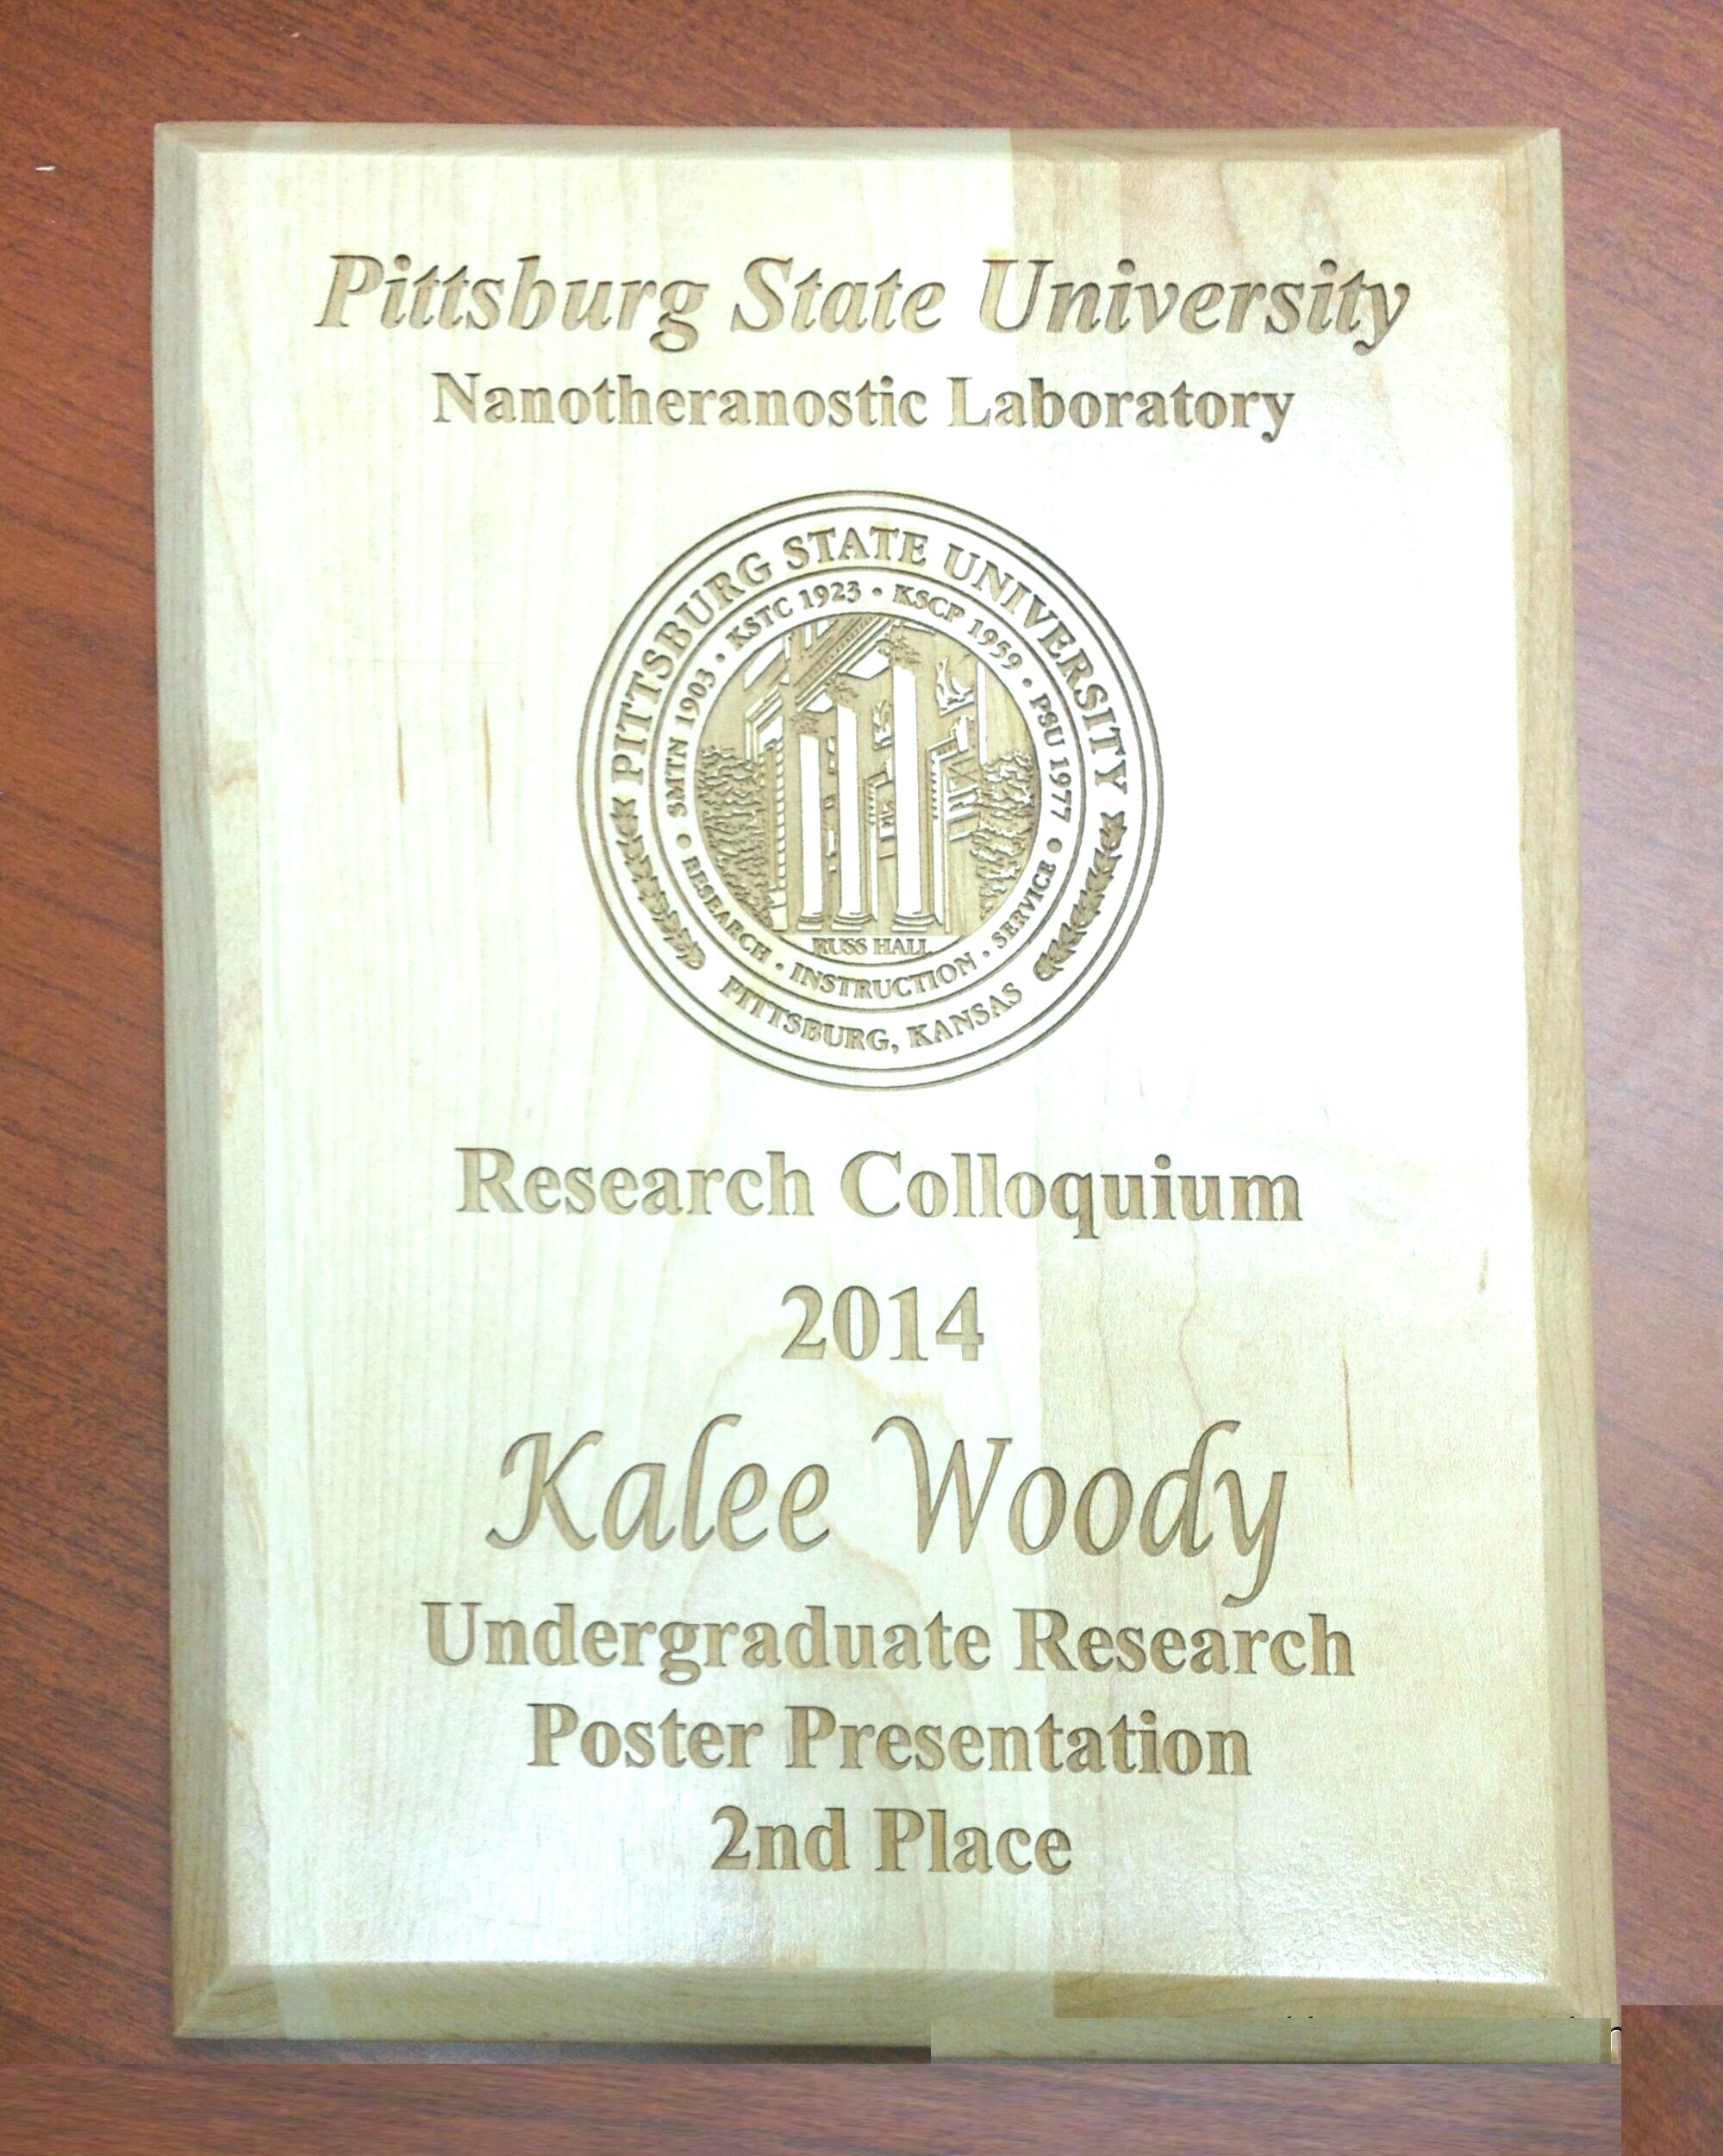 Pittsburg State University
Nanotheranostic Laboratory
PITTSBURG STATE UNIVERSITY
SMTN 1903 • KSTC 1923 • KSCP 1959 • PSU 1977
RUSS HALL
• RESEARCH • INSTRUCTION • SERVICE •
PITTSBURG, KANSAS
Research Colloquium
2014
Kalee Woody
Undergraduate Research
Poster Presentation
2nd Place